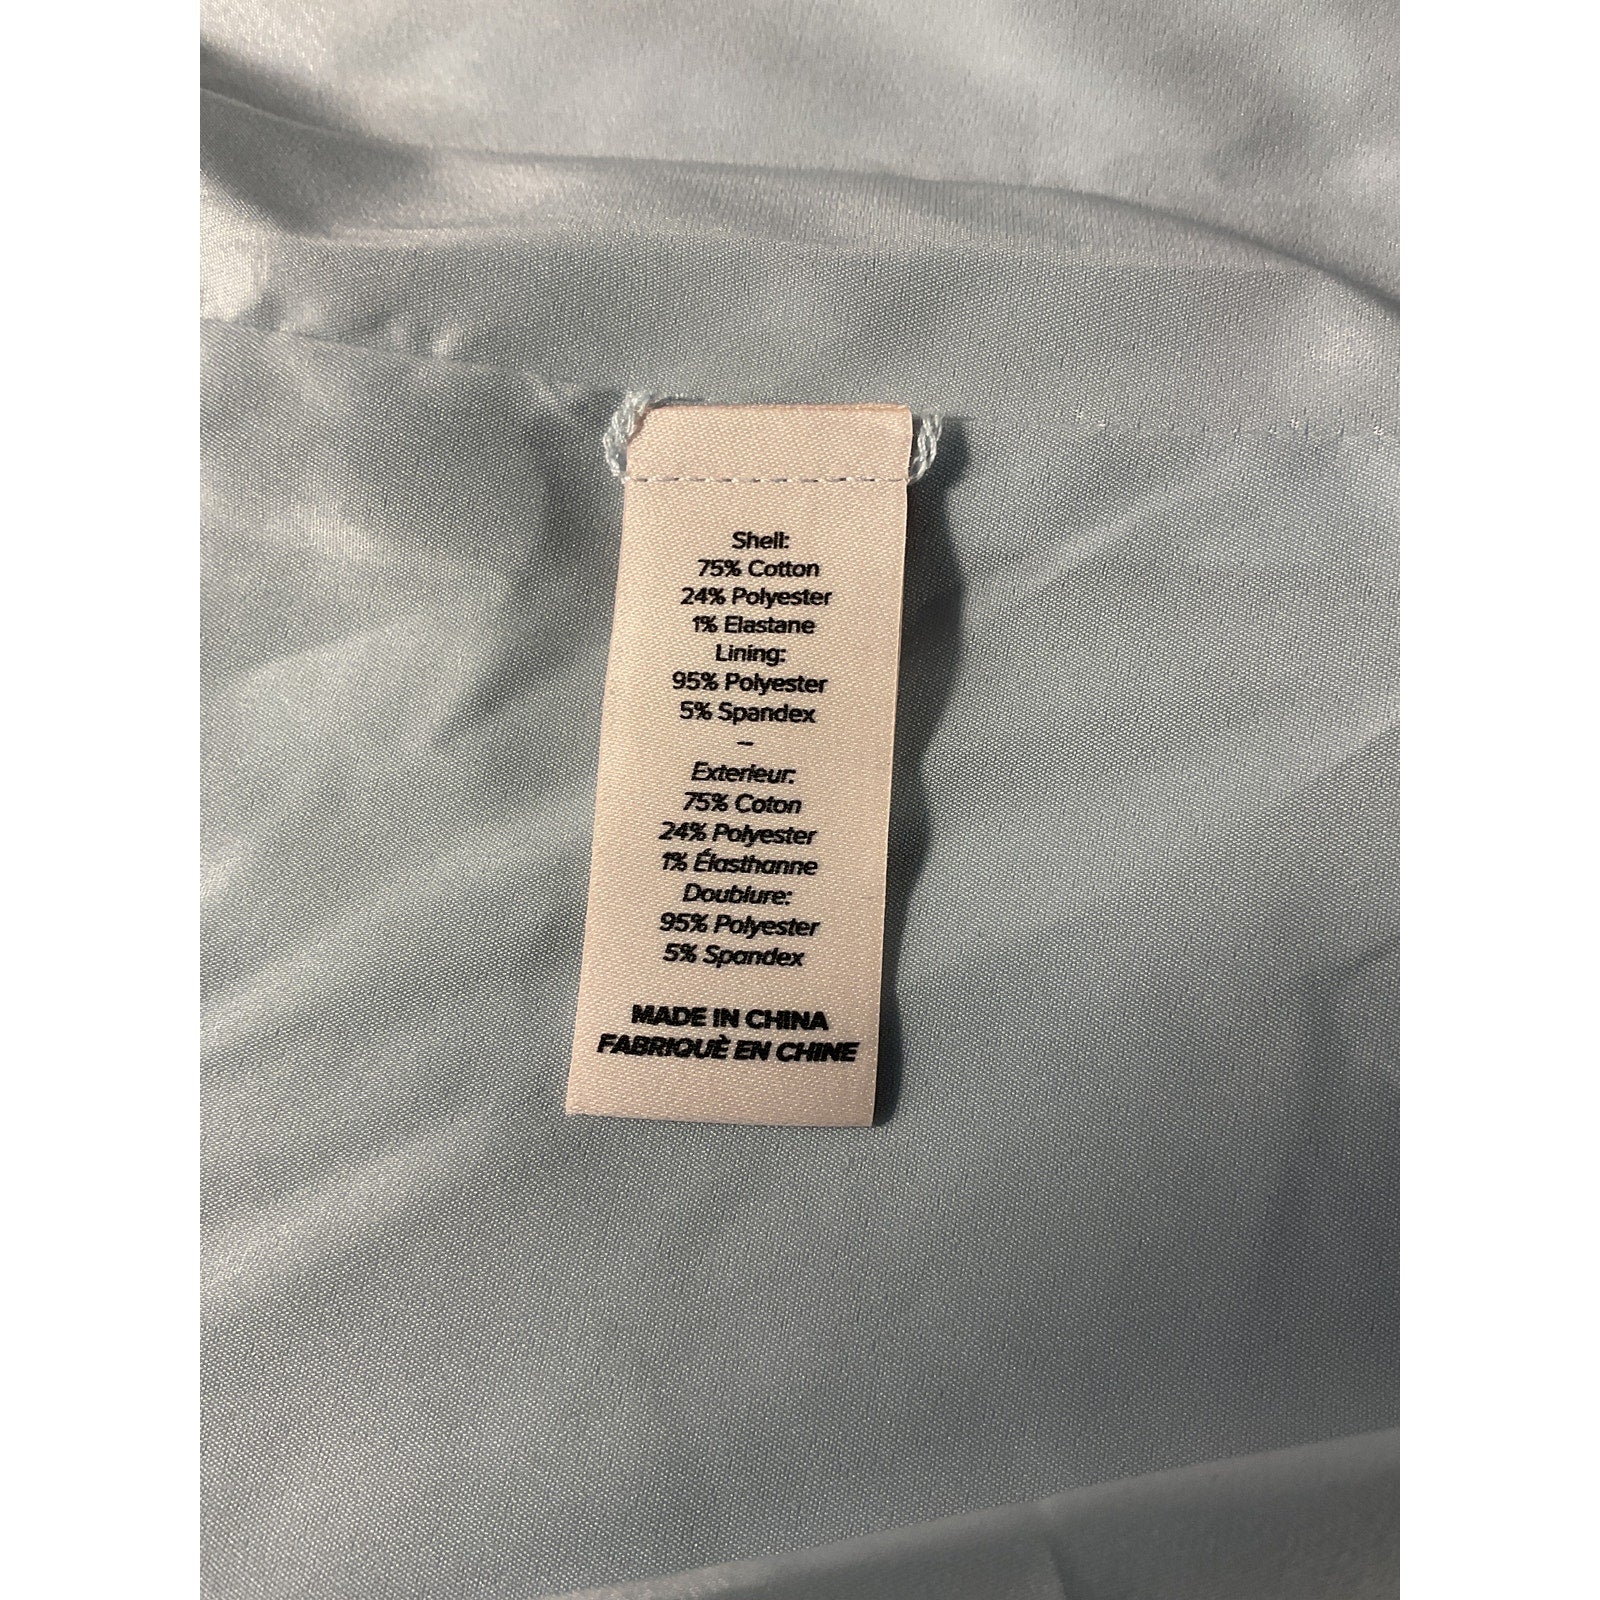 Shell:
75% Cotton
24% Polyester
1% Elastane
Lining:
95% Polyester
5% Spandex
–
Exterieur:
75% Coton
24% Polyester
1% Élasthanne
Doublure:
95% Polyester
5% Spandex
MADE IN CHINA
FABRIQUÈ EN CHINE